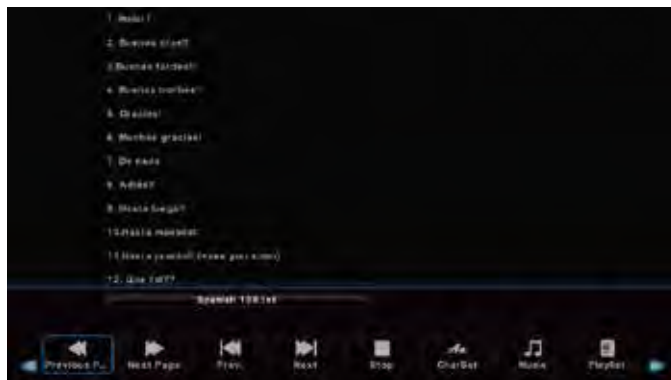 1. Hola! !
2. Buenos dias!!
3.Buenas tardes!!
4. Buenas noches!!
5. Gracias!
6. Muchas gracias!
7. De nada
8. Adiós!!
9. Hasta luego!!
10.Hasta mañana!
11.Hasta
12. Que tal??
Spanish 100.txt
Previous P...
Next Page
Prev.
Next
Stop
CharSet
Music
Playlist